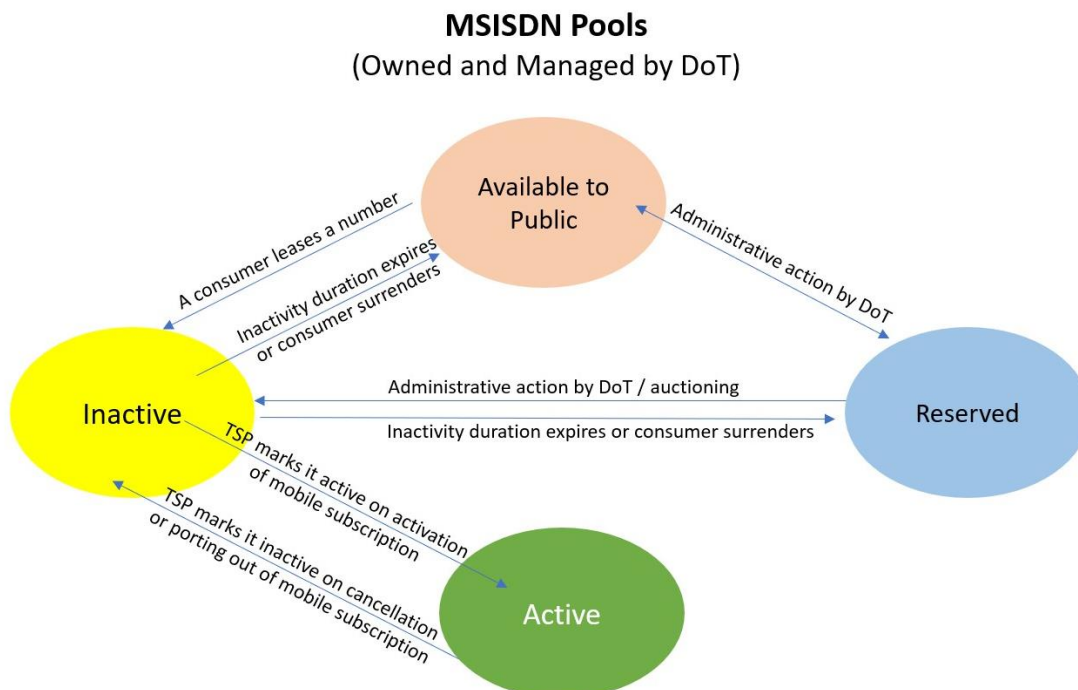 MSISDN Pools
(Owned and Managed by DoT)
Available to
Public
A consumer leases a number
Inactivity duration expires
or consumer surrenders
Administrative action by DoT
Inactive
Administrative action by DoT / auctioning
Inactivity duration expires or consumer surrenders
Reserved
TSP marks it active on activation
of mobile subscription
TSP marks it inactive on cancellation
or porting out of mobile subscription
Active